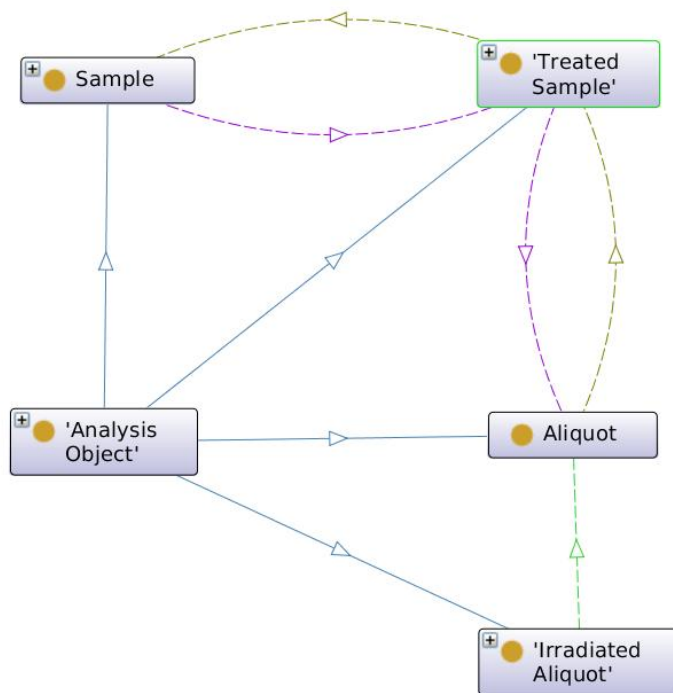 Sample
'Treated
Sample'
'Analysis
Object'
Aliquot
'Irradiated
Aliquot'